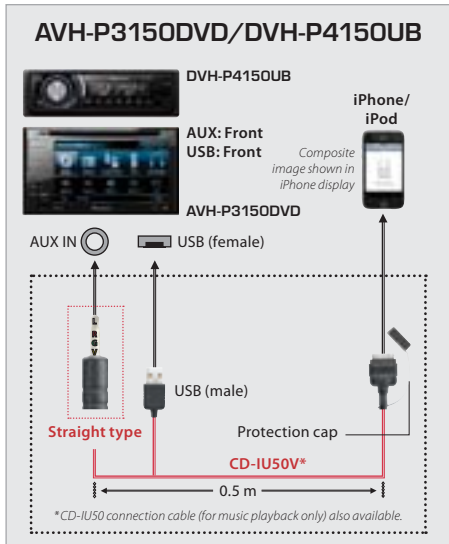 AVH-P3150DVD/DVH-P4150UB
DVH-P4150UB
iPhone/
iPod
AUX: Front
USB: Front
Composite
image shown in
iPhone display
AVH-P3150DVD
AUX IN
USB (female)
L R G V
USB (male)
Straight type
Protection cap
CD-IU50V*
0.5 m
*CD-IU50 connection cable (for music playback only) also available.